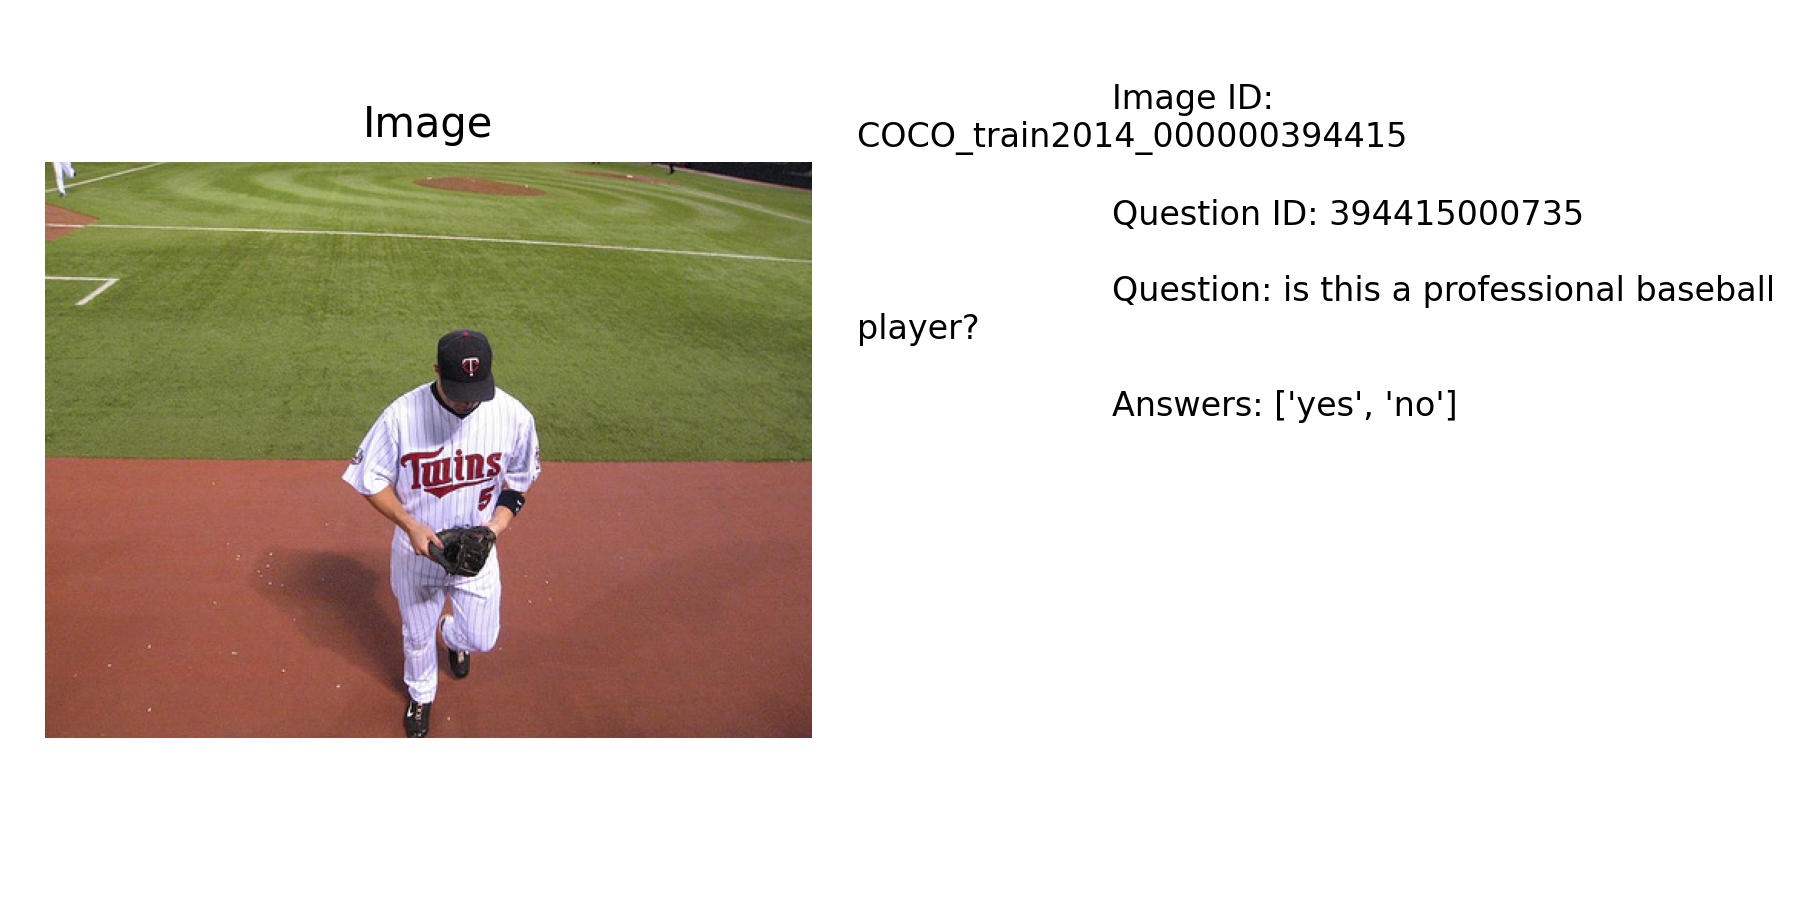 Image
Image ID:
COCO_train2014_000000394415
Question ID: 394415000735
Question: is this a professional baseball
player?
Answers: ['yes', 'no']
T
Twins
5